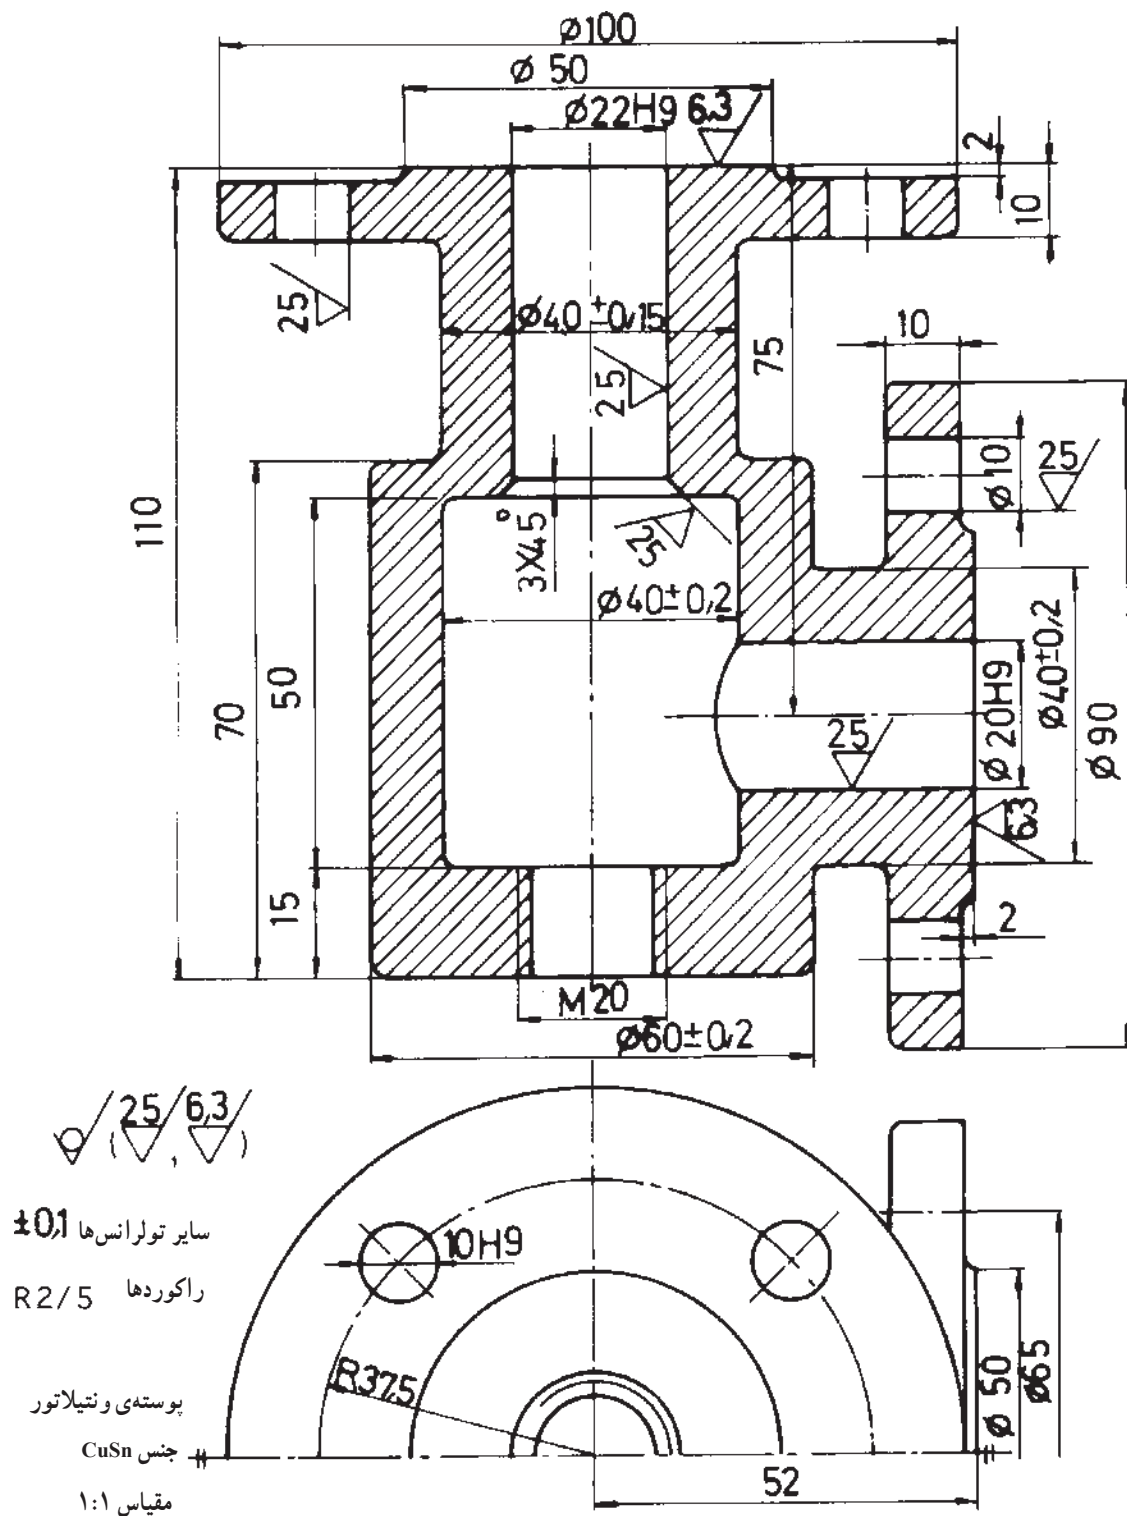 ø100
ø 50
ø22H9 6,3
2
10
25
ø40 ±0,15
25
75
10
ø10
25
110
70
50
15
3X45°
25
ø40±0,2
25
ø20H9
ø40±0,2
ø90
6,3
2
M20
ø60±0,2
(25, 6,3)
سایر تولرانس‌ها ±0,1
راکوردها R2/5
10H9
R37,5
ø 50
ø65
52
پوسته‌ی ونتیلاتور
جنس CuSn
مقیاس ۱:۱